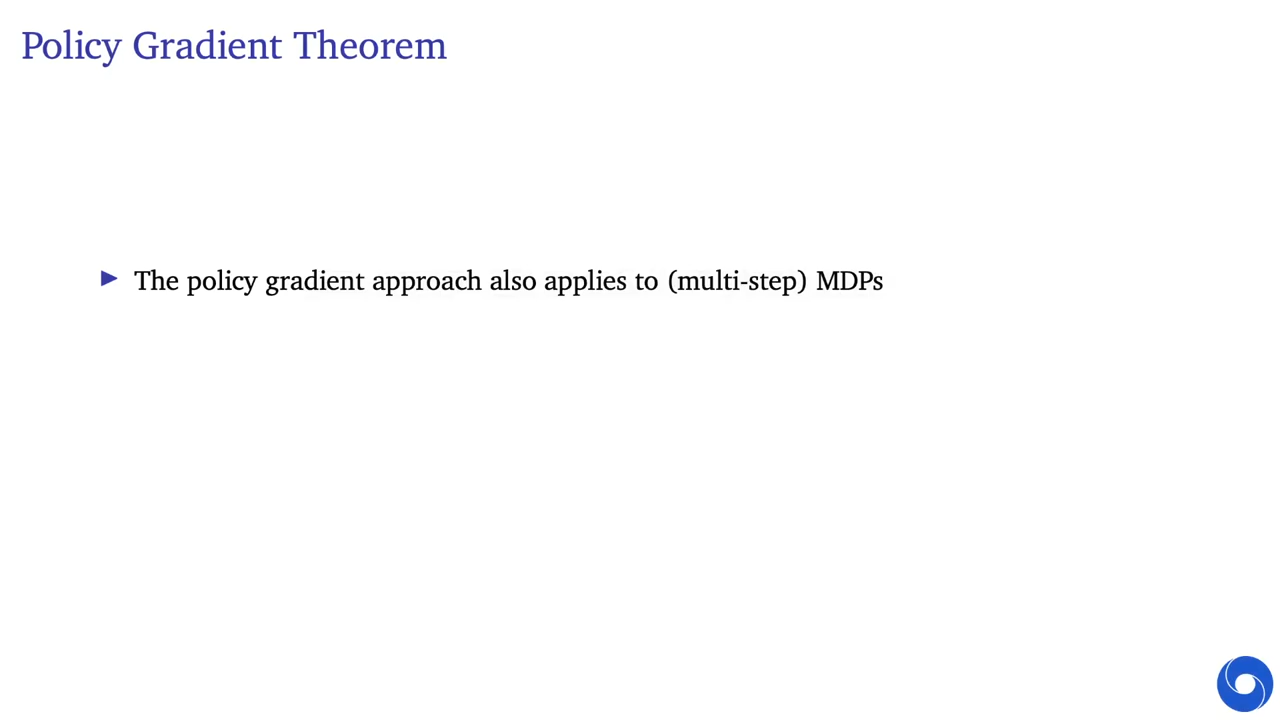 Policy Gradient Theorem
▶ The policy gradient approach also applies to (multi-step) MDPs